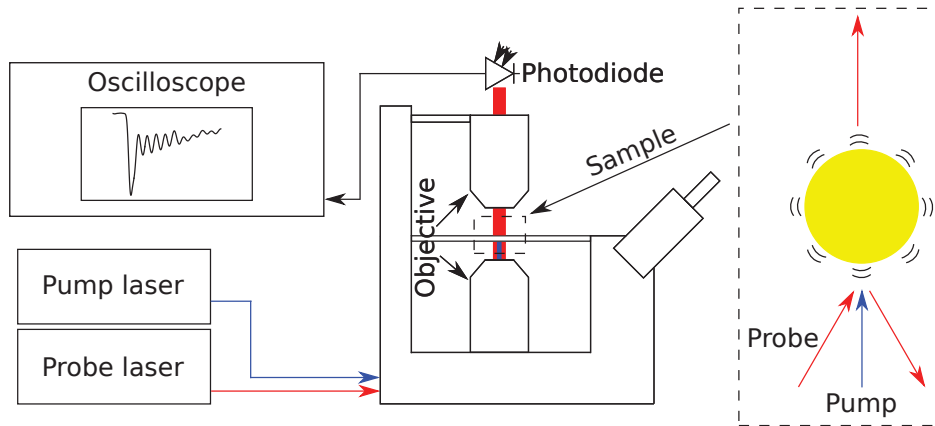 Oscilloscope
Photodiode
Sample
Objective
Pump laser
Probe laser
Probe
Pump